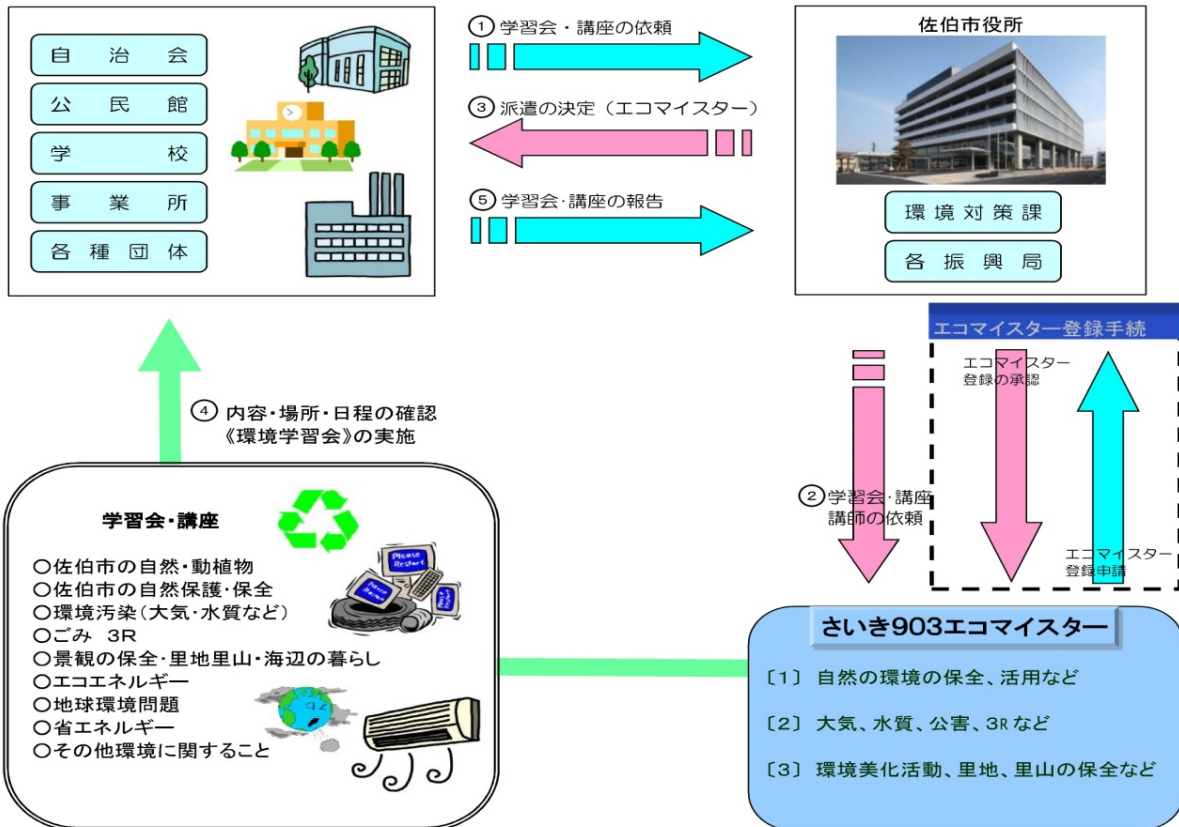 自治会
公民館
学校
事業所
各種団体
① 学習会・講座の依頼
③ 派遣の決定（エコマイスター）
⑤ 学習会・講座の報告
佐伯市役所
環境対策課
各振興局
エコマイスター登録手続
エコマイスター
登録の承認
② 学習会・講座
講師の依頼
エコマイスター
登録申請
④ 内容・場所・日程の確認
《環境学習会》の実施
学習会・講座
○佐伯市の自然・動植物
○佐伯市の自然保護・保全
○環境汚染（大気・水質など）
○ごみ 3R
○景観の保全・里地里山・海辺の暮らし
○エコエネルギー
○地球環境問題
○省エネルギー
○その他環境に関すること
Please
Restart
Please
Restart
Please
Restart
さいき903エコマイスター
〔1〕 自然の環境の保全、活用など
〔2〕 大気、水質、公害、3Rなど
〔3〕 環境美化活動、里地、里山の保全など